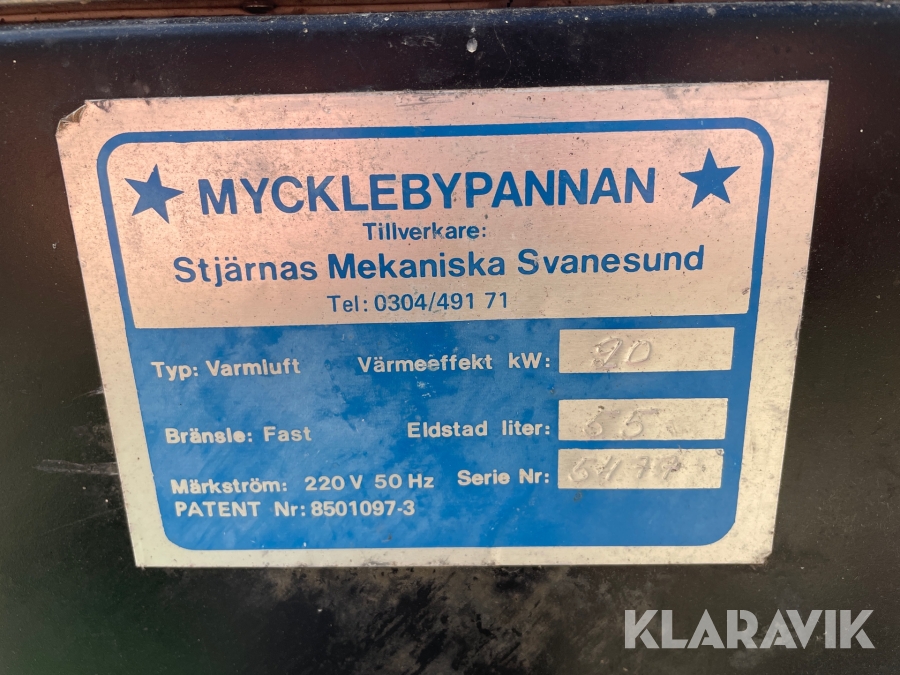 MYCKLEBYPANNAN
Tillverkare:
Stjärnas Mekaniska Svanesund
Tel: 0304/491 71
Typ: Varmluft Värmeeffekt kW:
Bränsle: Fast Eldstad liter:
Märkström: 220 V 50 Hz Serie Nr:
PATENT Nr: 8501097-3
KLARAVIK